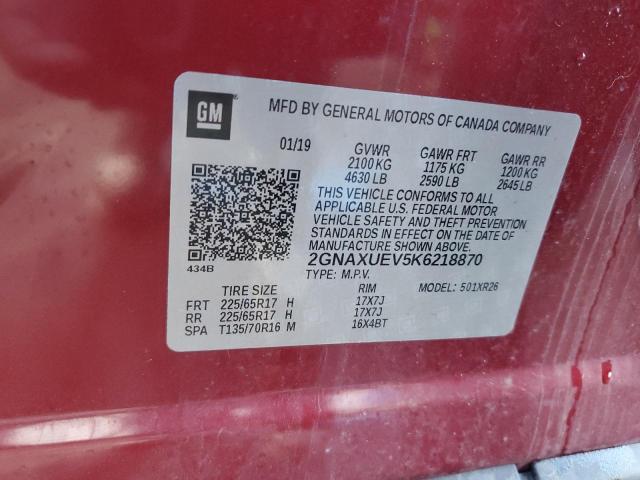 GM
MFD BY GENERAL MOTORS OF CANADA COMPANY
01/19 GVWR GAWR FRT GAWR RR
2100 KG 1175 KG 1200 KG
4630 LB 2590 LB 2645 LB
THIS VEHICLE CONFORMS TO ALL
APPLICABLE U.S. FEDERAL MOTOR
VEHICLE SAFETY AND THEFT PREVENTION
STANDARDS IN EFFECT ON THE DATE OF
MANUFACTURE SHOWN ABOVE.
434B
2GNAXUEV5K6218870
TYPE: M.P.V. MODEL: 501XR26
TIRE SIZE RIM
FRT 225/65R17 H 17X7J
RR 225/65R17 H 17X7J
SPA T135/70R16 M 16X4BT